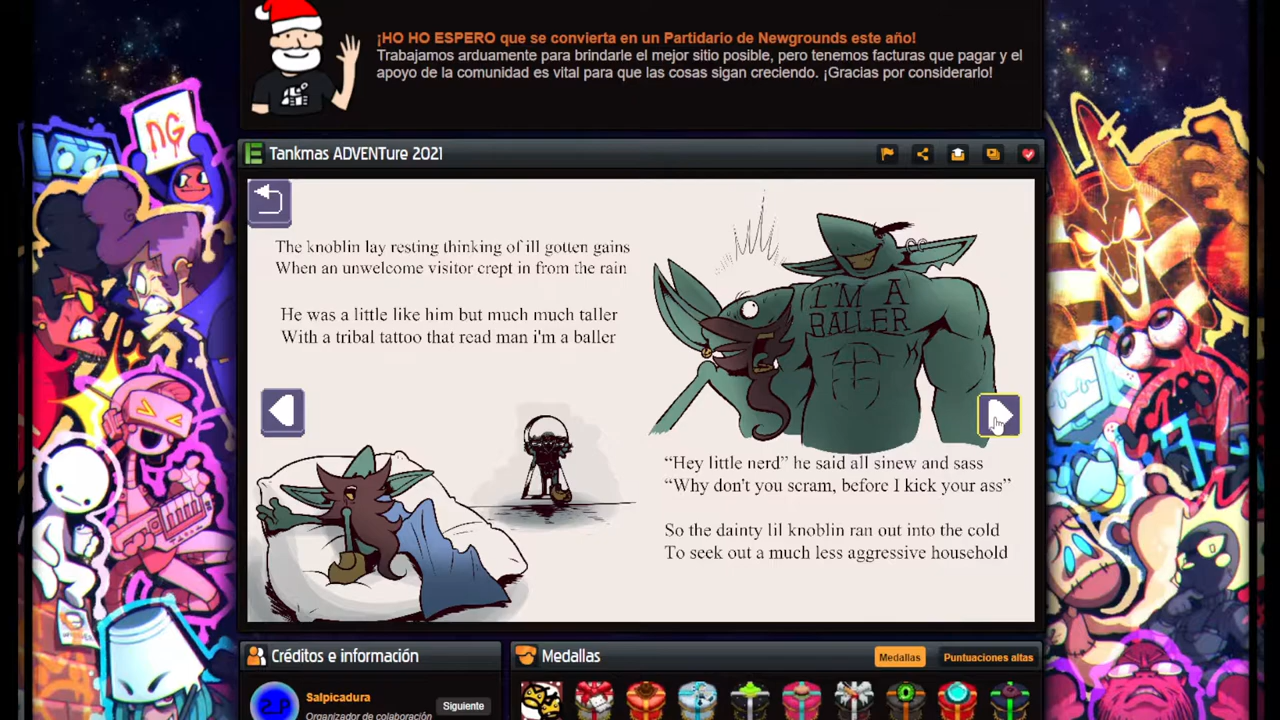 ¡HO HO ESPERO que se convierta en un Partidario de Newgrounds este año!
Trabajamos arduamente para brindarle el mejor sitio posible, pero tenemos facturas que pagar y el
apoyo de la comunidad es vital para que las cosas sigan creciendo. ¡Gracias por considerarlo!
NG
E
Tankmas ADVENTure 2021
The knoblin lay resting thinking of ill gotten gains
When an unwelcome visitor crept in from the rain
He was a little like him but much much taller
With a tribal tattoo that read man i'm a baller
I'M A
BALLER
“Hey little nerd” he said all sinew and sass
“Why don't you scram, before I kick your ass”
So the dainty lil knoblin ran out into the cold
To seek out a much less aggressive household
Créditos e información
Salpicadura
Organizador de colaboración
Siguiente
Medallas
Medallas
Puntuaciones altas